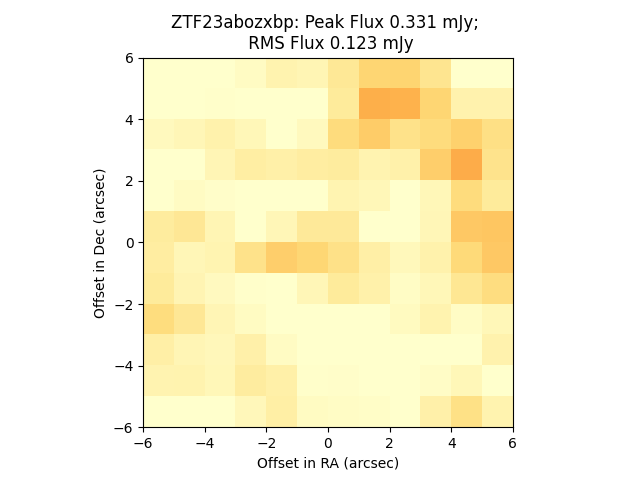 ZTF23abozxbp: Peak Flux 0.331 mJy;
RMS Flux 0.123 mJy
6
4
2
0
−2
−4
−6
Offset in Dec (arcsec)
−6 −4 −2 0 2 4 6
Offset in RA (arcsec)